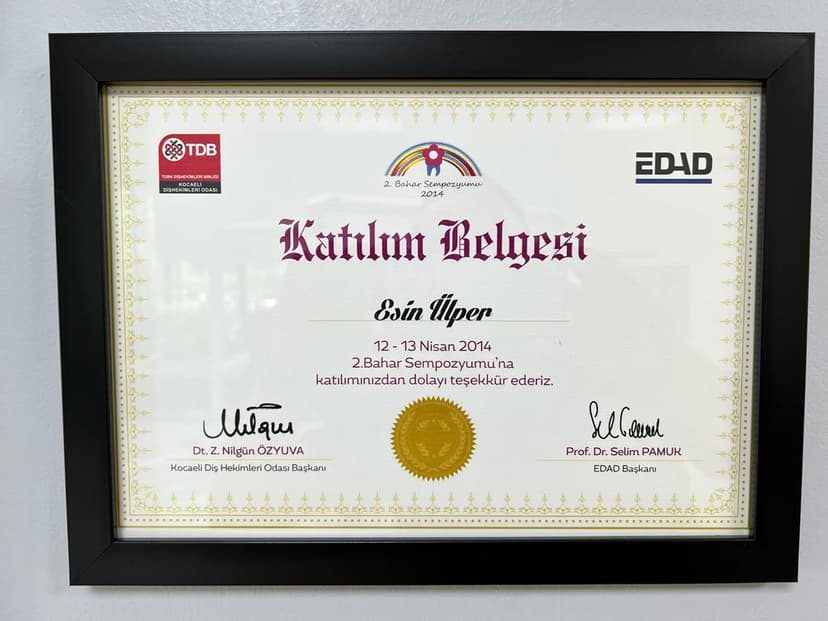 TDB
TÜRK DİŞHEKİMLERİ BİRLİĞİ
KOCAELİ
DİŞHEKİMLERİ ODASI
2. Bahar Sempozyumu
2014
EDAD
Katılım Belgesi
Esin Ülper
12 - 13 Nisan 2014
2.Bahar Sempozyumu'na
katılımınızdan dolayı teşekkür ederiz.
Dt. Z. Nilgün ÖZYUVA
Kocaeli Diş Hekimleri Odası Başkanı
Prof. Dr. Selim PAMUK
EDAD Başkanı